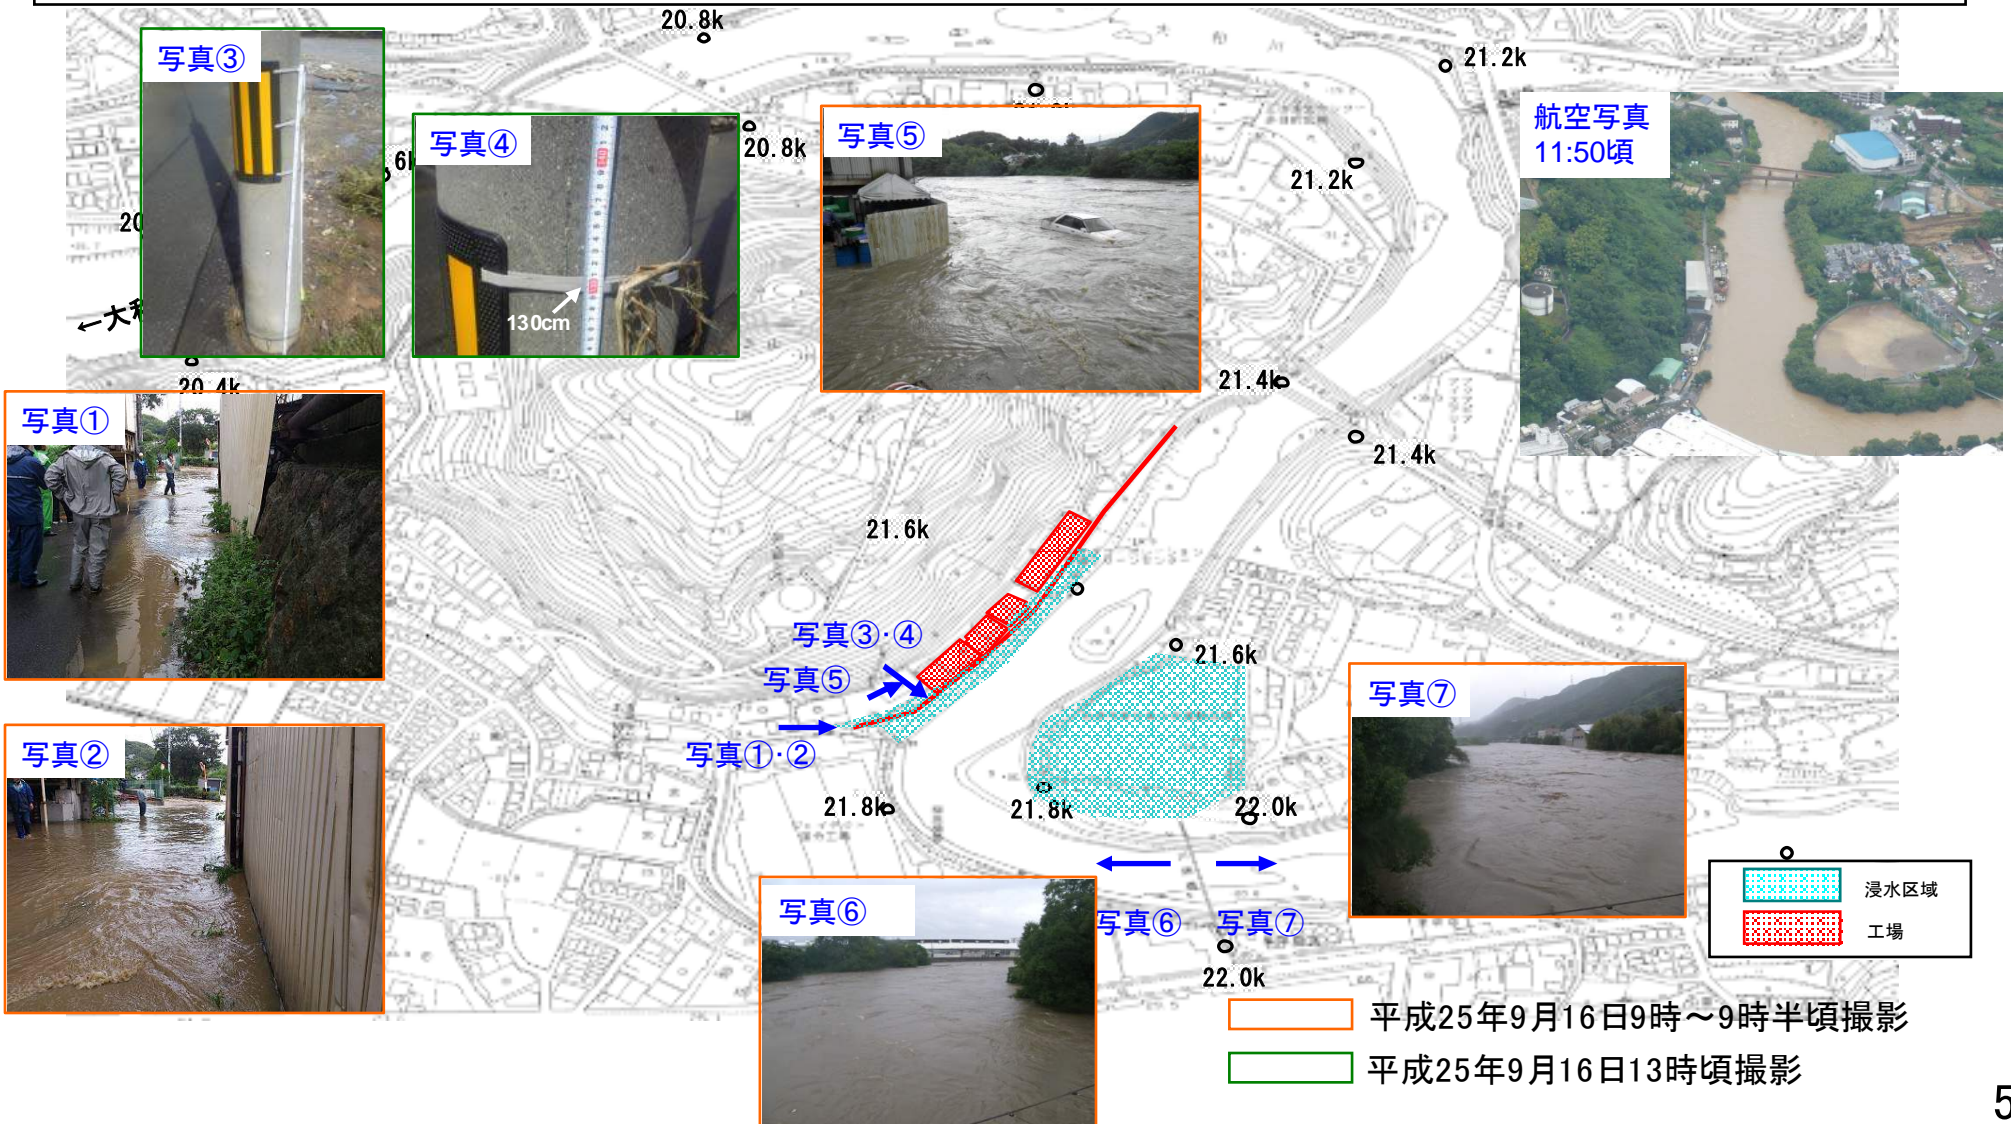 20.8k
21.2k
写真③
写真④
写真⑤
航空写真
11:50頃
20.8k
21.2k
130cm
20.4k
21.4k
写真①
21.4k
21.6k
写真③・④
写真⑤
21.6k
写真⑦
写真①・②
写真②
21.8k
21.8k
22.0k
浸水区域
工場
写真⑥
写真⑥
写真⑦
22.0k
平成25年9月16日9時～9時半頃撮影
平成25年9月16日13時頃撮影
5